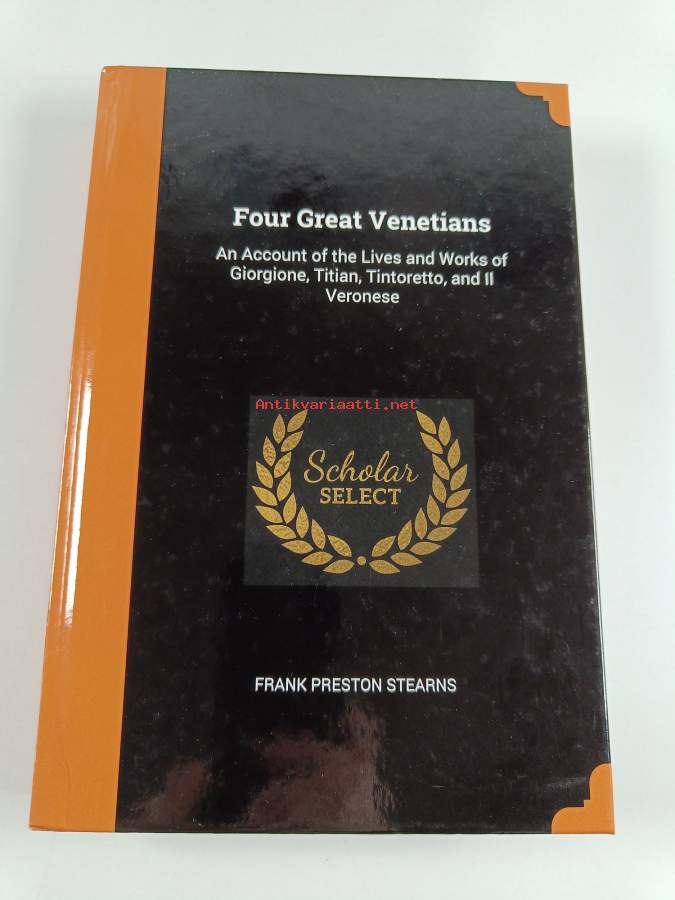 Four Great Venetians
An Account of the Lives and Works of
Giorgione, Titian, Tintoretto, and Il
Veronese
Antikvariaatti.net
Scholar
SELECT
FRANK PRESTON STEARNS